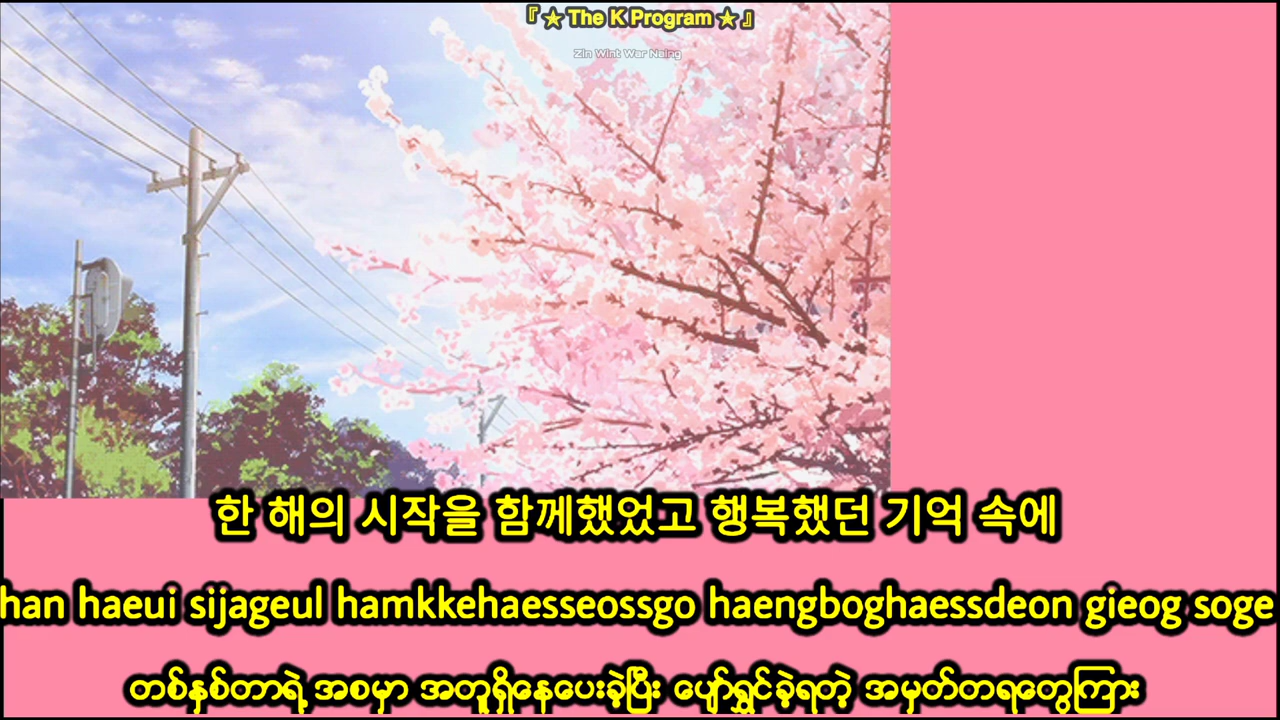 『 ★ The K Program ★ 』
Zin Wint War Naing
한 해의 시작을 함께했었고 행복했던 기억 속에
han haeui sijageul hamkkehaesseossgo haengboghaessdeon gieog soge
တစ်နှစ်တာရဲ့ အစမှာ အတူရှိနေပေးခဲ့ပြီး ပျော်ရွှင်ခဲ့ရတဲ့ အမှတ်တရတွေကြား